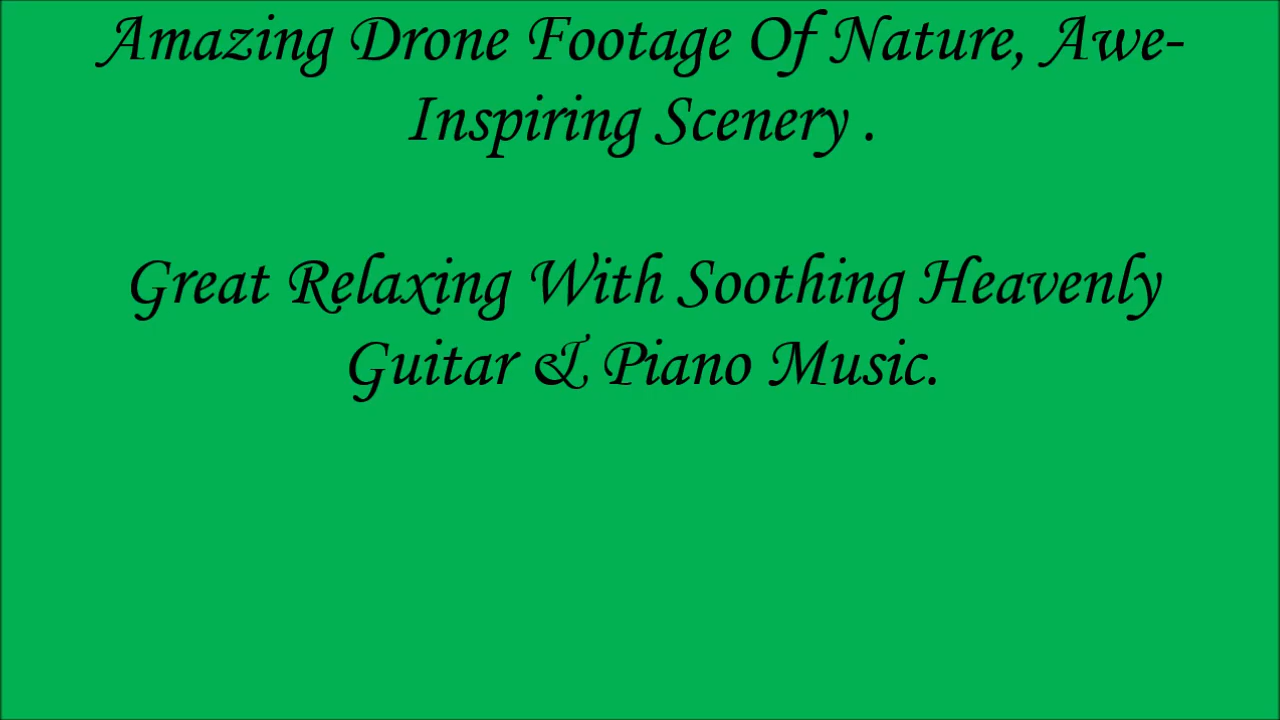 Amazing Drone Footage Of Nature, Awe-
Inspiring Scenery .
Great Relaxing With Soothing Heavenly
Guitar & Piano Music.